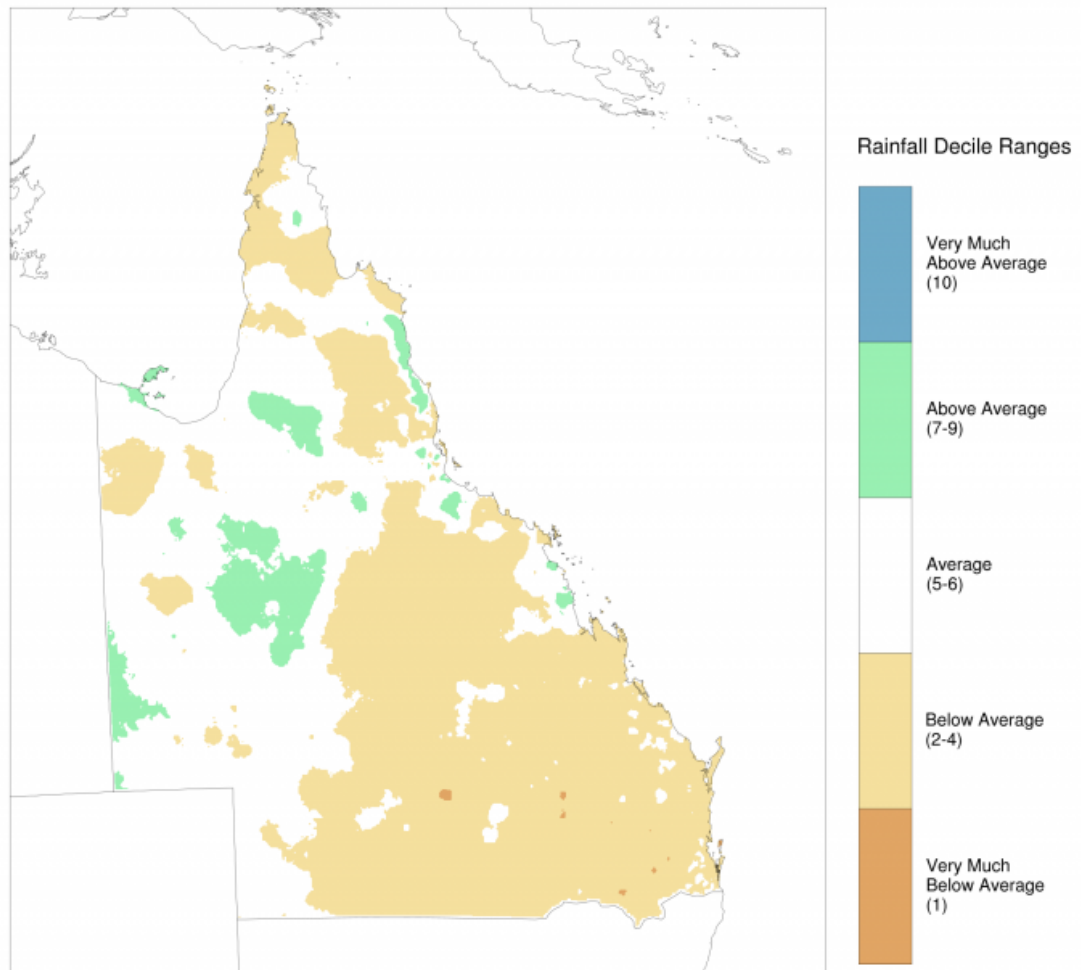 Rainfall Decile Ranges
Very Much
Above Average
(10)
Above Average
(7-9)
Average
(5-6)
Below Average
(2-4)
Very Much
Below Average
(1)